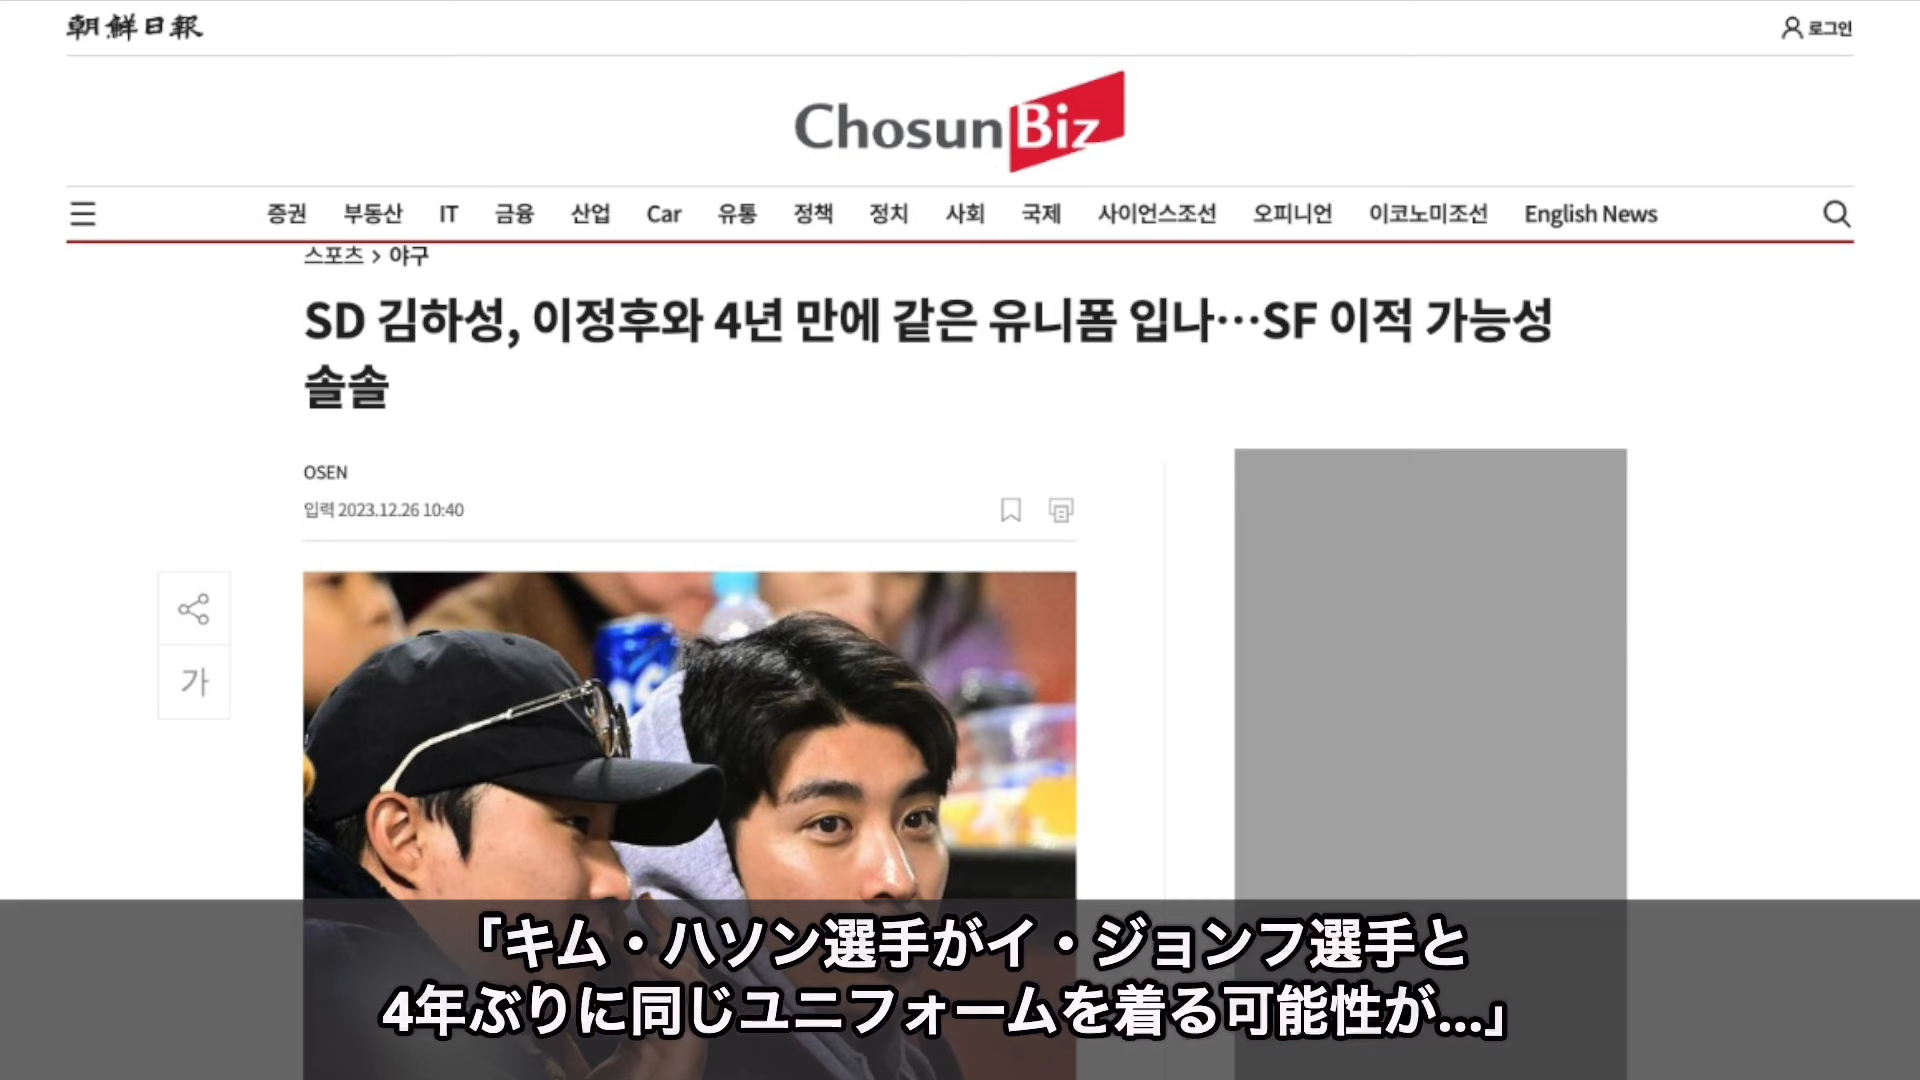 朝鮮日報
로그인
ChosunBiz
증권 부동산 IT 금융 산업 Car 유통 정책 정치 사회 국제 사이언스조선 오피니언 이코노미조선 English News
스포츠 > 야구
SD 김하성, 이정후와 4년 만에 같은 유니폼 입나…SF 이적 가능성
솔솔
OSEN
입력 2023.12.26 10:40
가
「キム・ハソン選手がイ・ジョンフ選手と
4年ぶりに同じユニフォームを着る可能性が...」